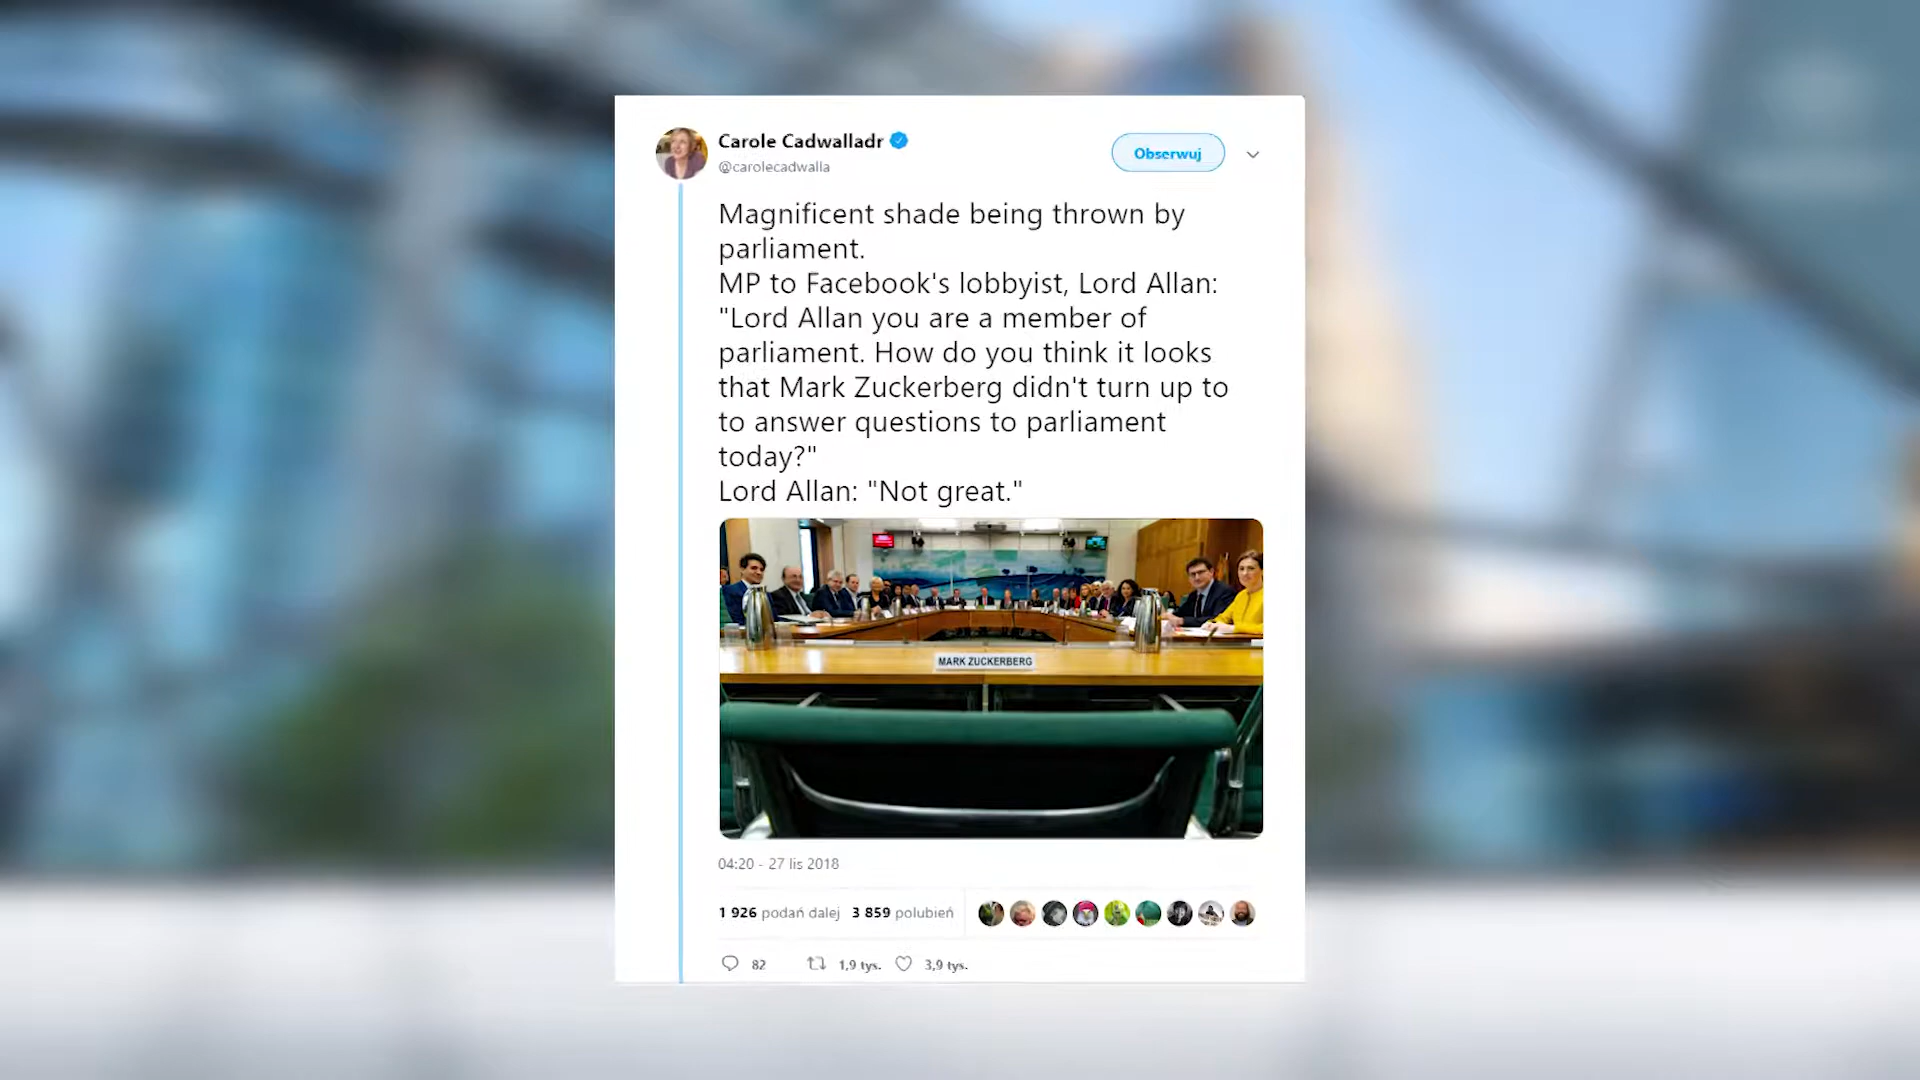 Carole Cadwalladr
@carolecadwalla
Obserwuj
Magnificent shade being thrown by
parliament.
MP to Facebook's lobbyist, Lord Allan:
"Lord Allan you are a member of
parliament. How do you think it looks
that Mark Zuckerberg didn't turn up to
to answer questions to parliament
today?"
Lord Allan: "Not great."
MARK ZUCKERBERG
04:20 - 27 lis 2018
1 926 podań dalej 3 859 polubień
82 1,9 tys. 3,9 tys.